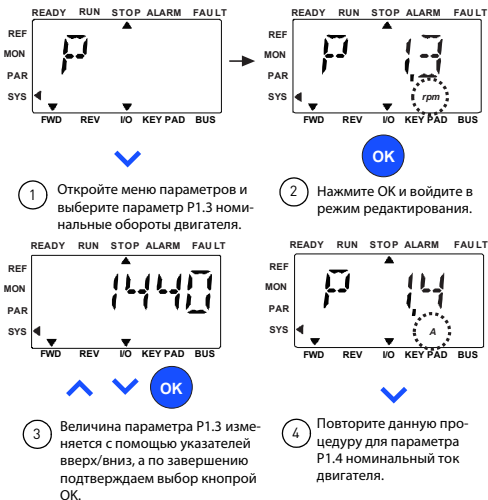 READY RUN STOP ALARM FAULT
REF
MON
PAR
SYS
P
FWD REV I/O KEYPAD BUS
READY RUN STOP ALARM FAULT
REF
MON
PAR
SYS
P 1,3
rpm
FWD REV I/O KEYPAD BUS
OK
1
Откройте меню параметров и
выберите параметр P1.3 номи-
нальные обороты двигателя.
2
Нажмите ОК и войдите в
режим редактирования.
READY RUN STOP ALARM FAULT
REF
MON
PAR
SYS
1440
FWD REV I/O KEYPAD BUS
OK
READY RUN STOP ALARM FAULT
REF
MON
PAR
SYS
P 1,4
A
FWD REV I/O KEYPAD BUS
3
Величина параметра P1.3 изме-
няется с помощью указателей
вверх/вниз, а по завершению
подтверждаем выбор кнопрой
ОК.
4
Повторите данную про-
цедуру для параметра
P1.4 номинальный ток
двигателя.